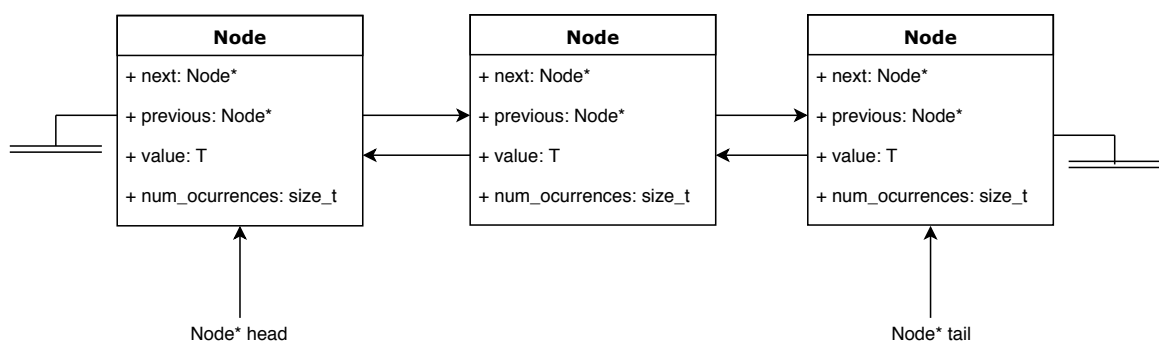 Node
+ next: Node*
+ previous: Node*
+ value: T
+ num_ocurrences: size_t
Node
+ next: Node*
+ previous: Node*
+ value: T
+ num_ocurrences: size_t
Node
+ next: Node*
+ previous: Node*
+ value: T
+ num_ocurrences: size_t
Node* head
Node* tail